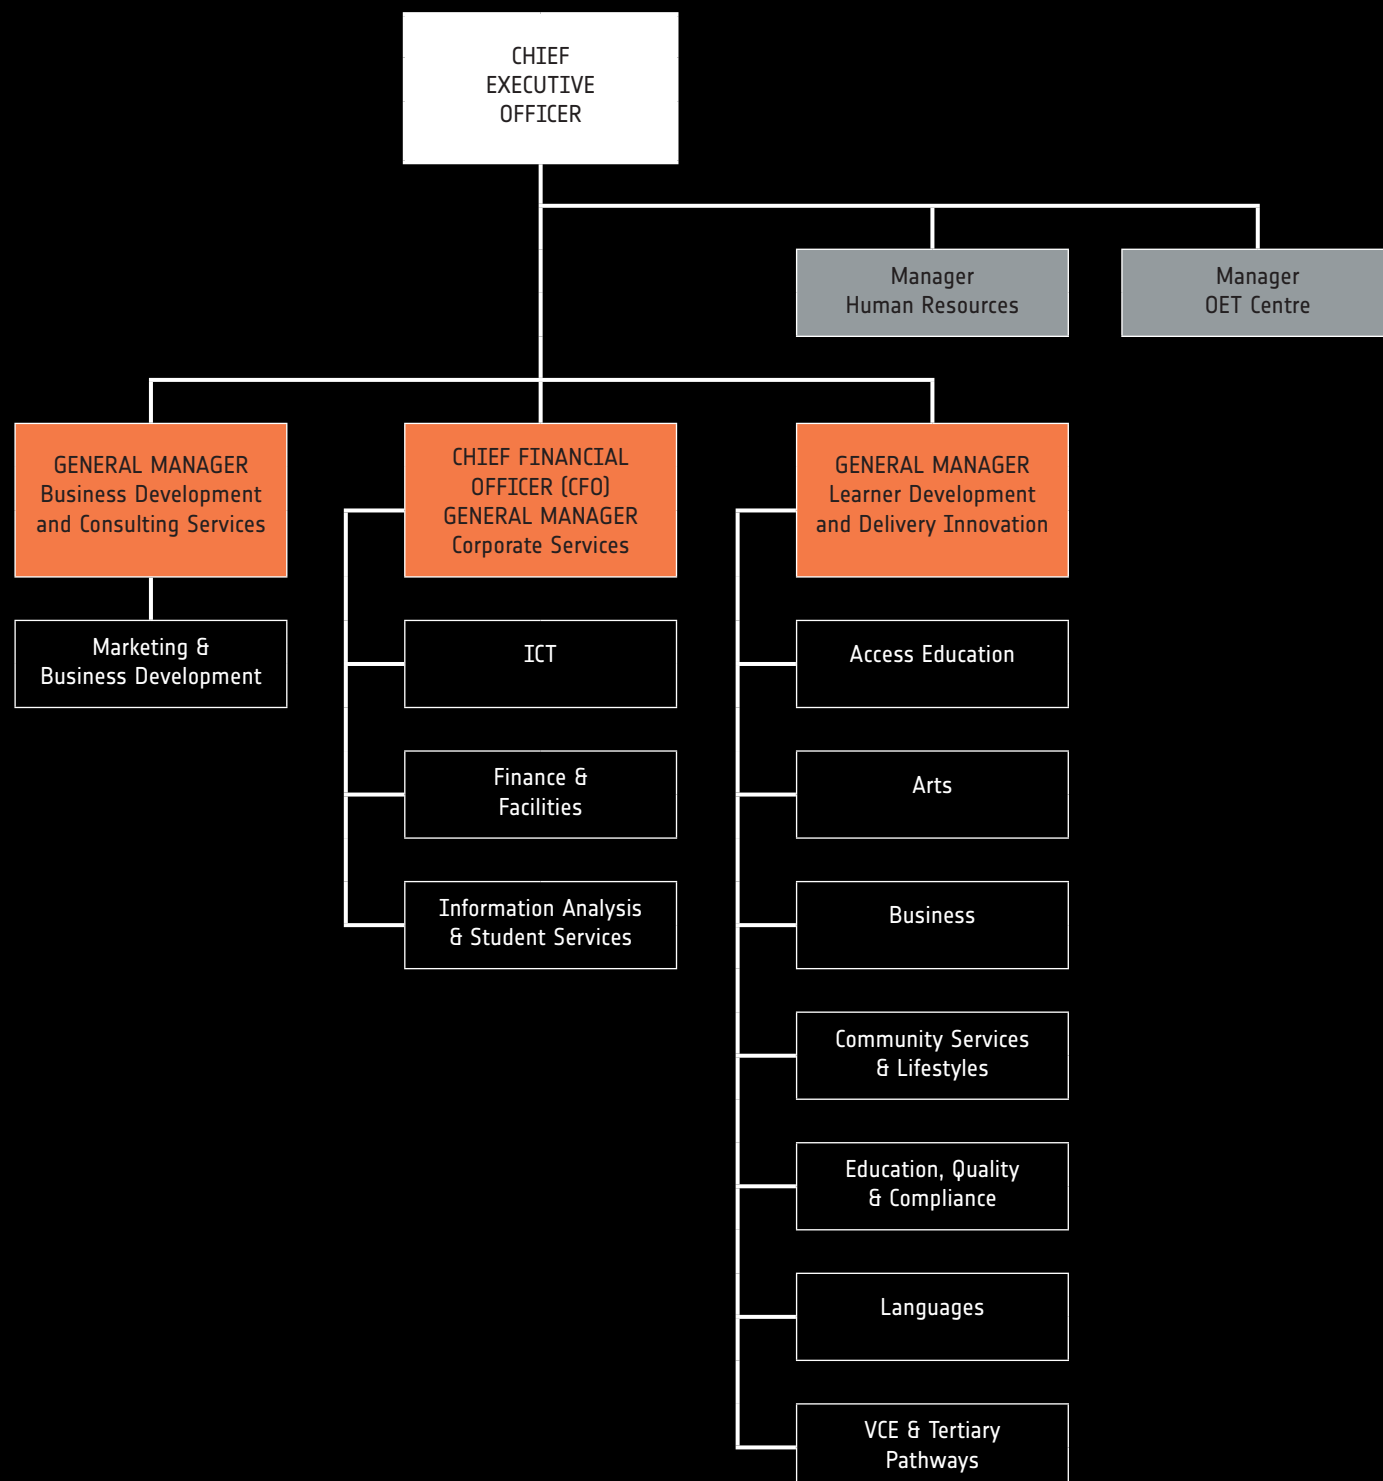 CHIEF
EXECUTIVE
OFFICER
Manager
Human Resources
Manager
OET Centre
GENERAL MANAGER
Business Development
and Consulting Services
CHIEF FINANCIAL
OFFICER (CFO)
GENERAL MANAGER
Corporate Services
GENERAL MANAGER
Learner Development
and Delivery Innovation
Marketing &
Business Development
ICT
Finance &
Facilities
Information Analysis
& Student Services
Access Education
Arts
Business
Community Services
& Lifestyles
Education, Quality
& Compliance
Languages
VCE & Tertiary
Pathways